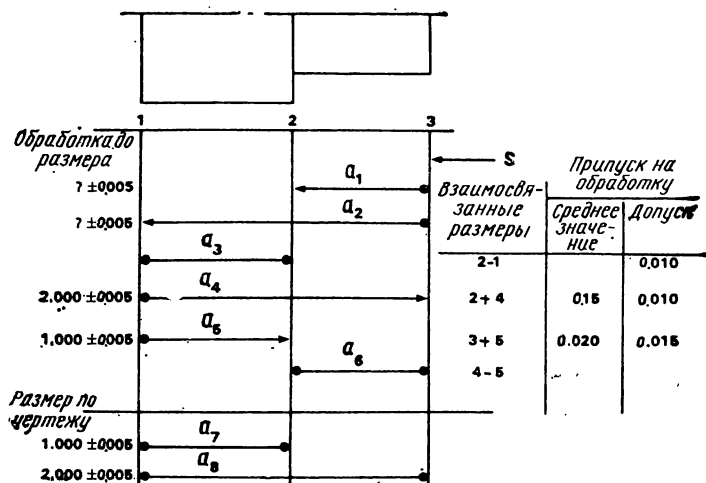 1 2 3
Обработка до
размера
S
? ±0,005 a₁
? ±0,005 a₂
a₃
2.000 ±0,005 a₄
1.000 ±0,005 a₅
a₆
Взаимосвя-
занные
размеры
Припуск на
обработку
Среднее
значе-
ние
Допуск
2-1 0,010
2+4 0,15 0,010
3+5 0.020 0,015
4-5
Размер по
чертежу
1.000 ±0,005 a₇
2,000 ±0,005 a₈